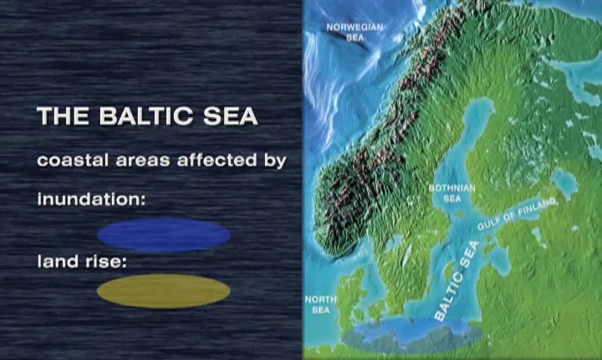 THE BALTIC SEA
coastal areas affected by
inundation:
land rise:
NORWEGIAN
SEA
BOTHNIAN
SEA
GULF OF FINLAND
BALTIC SEA
NORTH
SEA